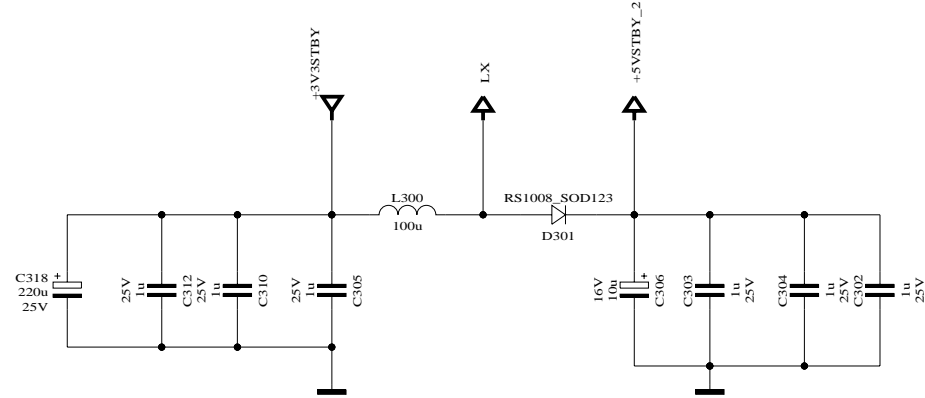 +3V3STBY
LX
+5VSTBY_2
L300
100u
RS1008_SOD123
D301
C318
220u
25V
+
25V
1u
C312
25V
1u
C310
25V
1u
C305
16V
10u
+
C306
C303
1u
25V
C304
1u
25V
C302
1u
25V